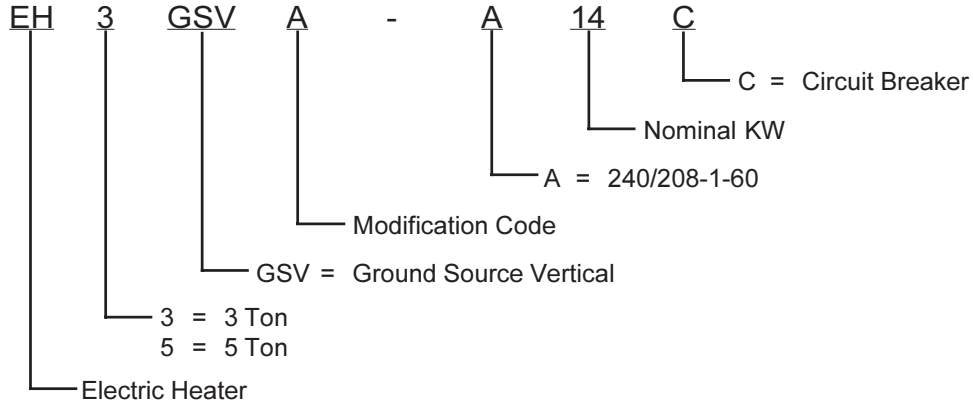 EH 3 GSV A - A 14 C
C = Circuit Breaker
Nominal KW
A = 240/208-1-60
Modification Code
GSV = Ground Source Vertical
3 = 3 Ton
5 = 5 Ton
Electric Heater